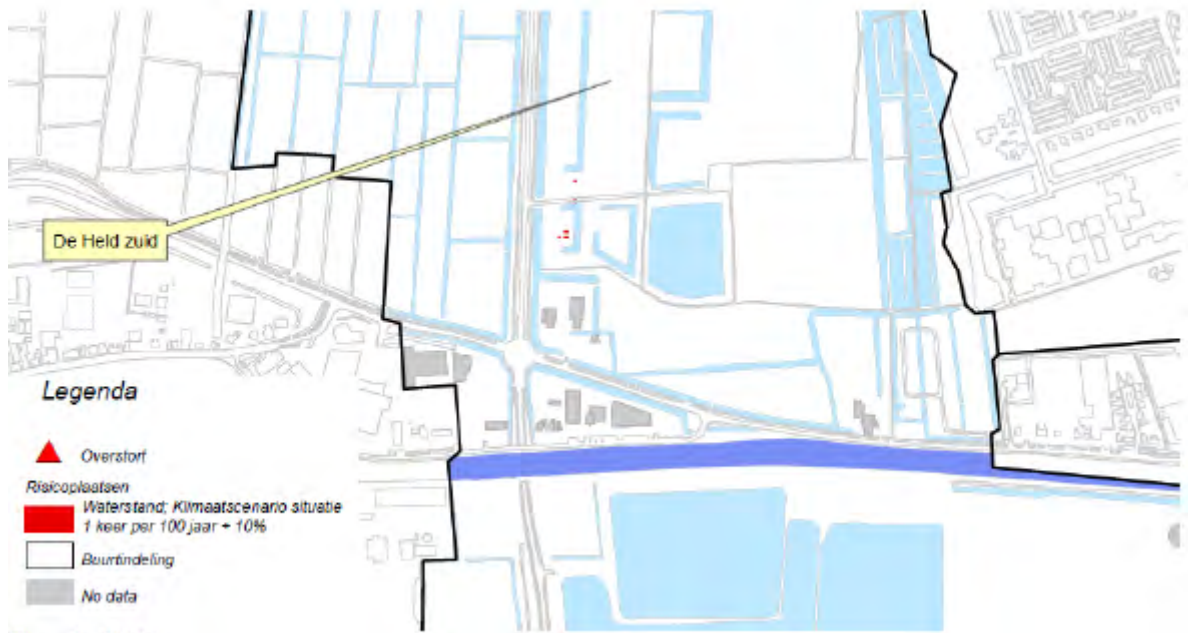 De Held zuid
Legenda
Overstort
Risicoplaatsen
Waterstand; Klimaatscenario situatie
1 keer per 100 jaar + 10%
Buurtindeling
No data